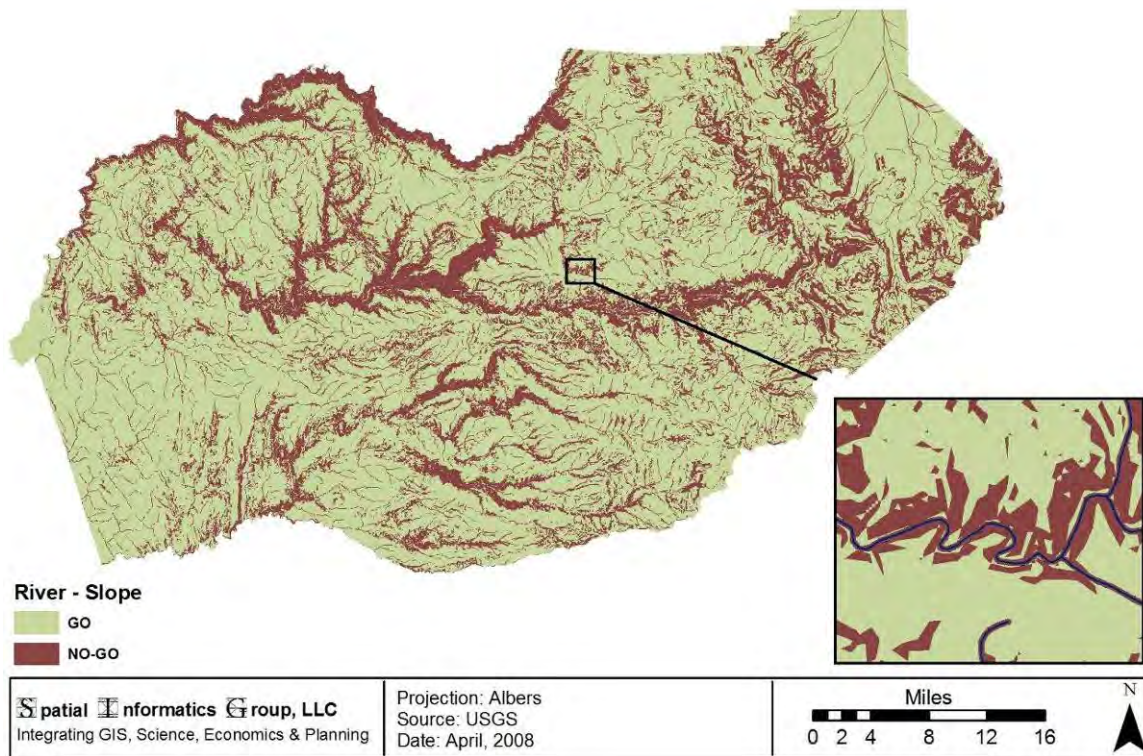 River - Slope
GO
NO-GO
Spatial Informatics Group, LLC
Integrating GIS, Science, Economics & Planning
Projection: Albers
Source: USGS
Date: April, 2008
Miles
0 2 4 8 12 16
N